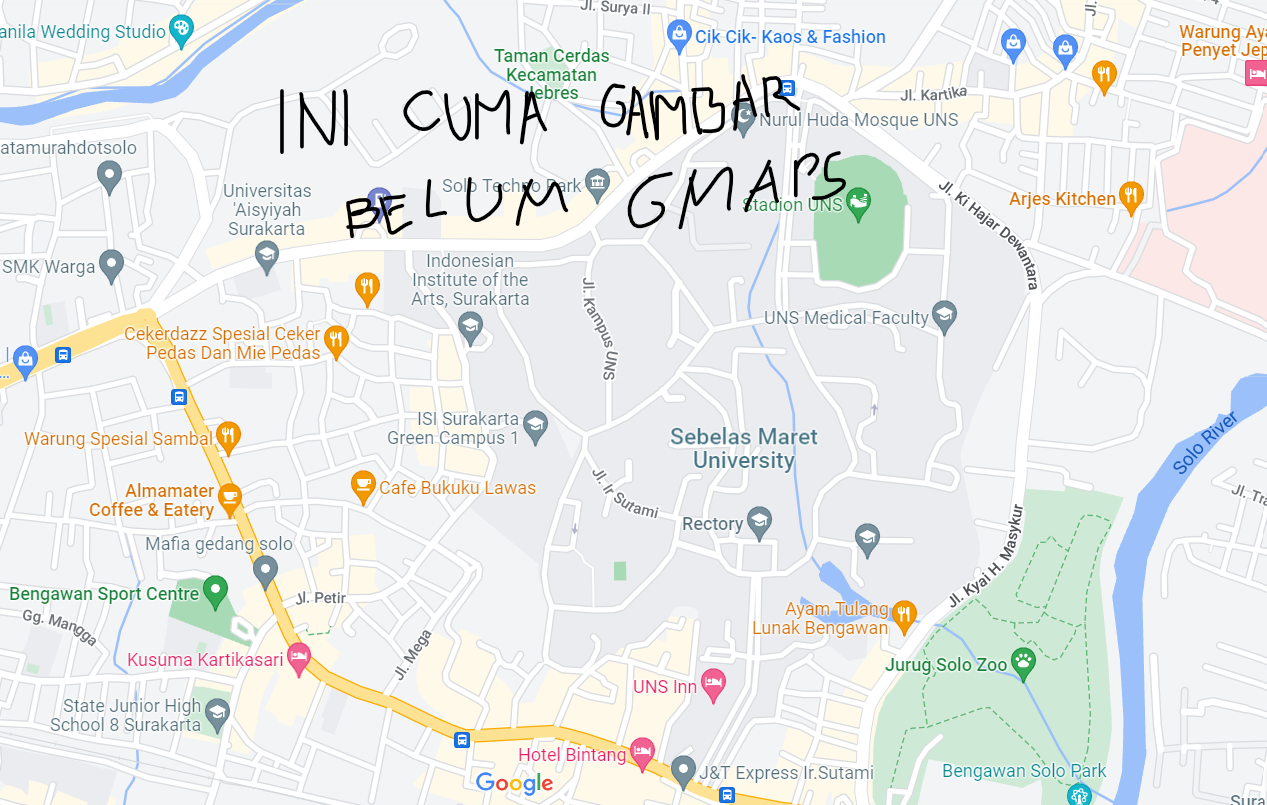 Jl. Surya II
anila Wedding Studio
Cik Cik- Kaos & Fashion
Warung Aya
Penyet Jep
Taman Cerdas
Kecamatan
Jebres
Jl. Kartika
INI CUMA GAMBAR
Nurul Huda Mosque UNS
atamurahdotsolo
BELUM GMAPS
Universitas
'Aisyiyah
Surakarta
Solo Techno Park
Stadion UNS
Jl. Ki Hajar Dewantara
Arjes Kitchen
SMK Warga
Indonesian
Institute of the
Arts, Surakarta
Jl. Kampus UNS
UNS Medical Faculty
Cekerdazz Spesial Ceker
Pedas Dan Mie Pedas
Warung Spesial Sambal
ISI Surakarta
Green Campus 1
Sebelas Maret
University
Solo River
Almamater
Coffee & Eatery
Cafe Bukuku Lawas
Jl. Ir Sutami
Jl. Tra
Rectory
Mafia gedang solo
Jl. Kyai H. Masykur
Bengawan Sport Centre
Jl. Petir
Gg. Mangga
Ayam Tulang
Lunak Bengawan
Kusuma Kartikasari
Jl. Mega
Jurug Solo Zoo
UNS Inn
State Junior High
School 8 Surakarta
Hotel Bintang
J&T Express Ir.Sutami
Bengawan Solo Park
Google